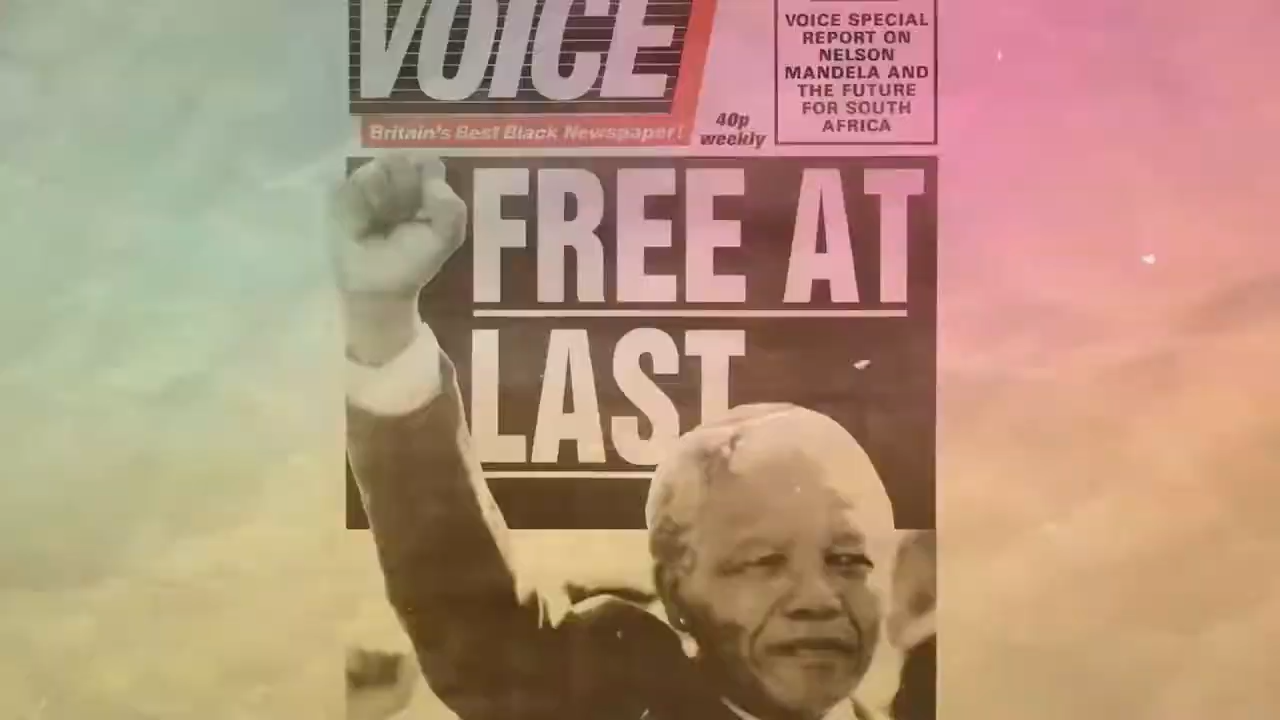 VOICE
Britain's Best Black Newspaper!
40p
weekly
VOICE SPECIAL
REPORT ON
NELSON
MANDELA AND
THE FUTURE
FOR SOUTH
AFRICA
FREE AT
LAST